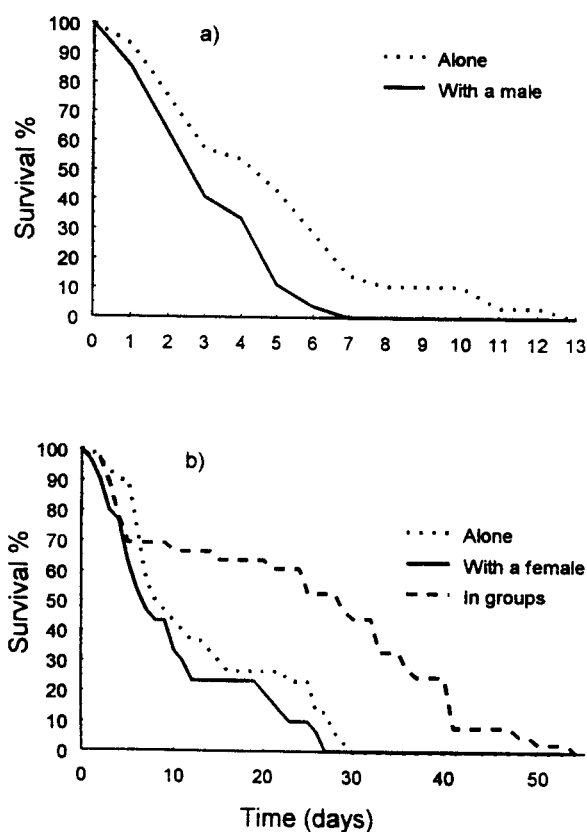 a)
Survival %
100
90
80
70
60
50
40
30
20
10
0
Alone
With a male
0 1 2 3 4 5 6 7 8 9 10 11 12 13
b)
Survival %
100
90
80
70
60
50
40
30
20
10
0
Alone
With a female
In groups
0 10 20 30 40 50
Time (days)